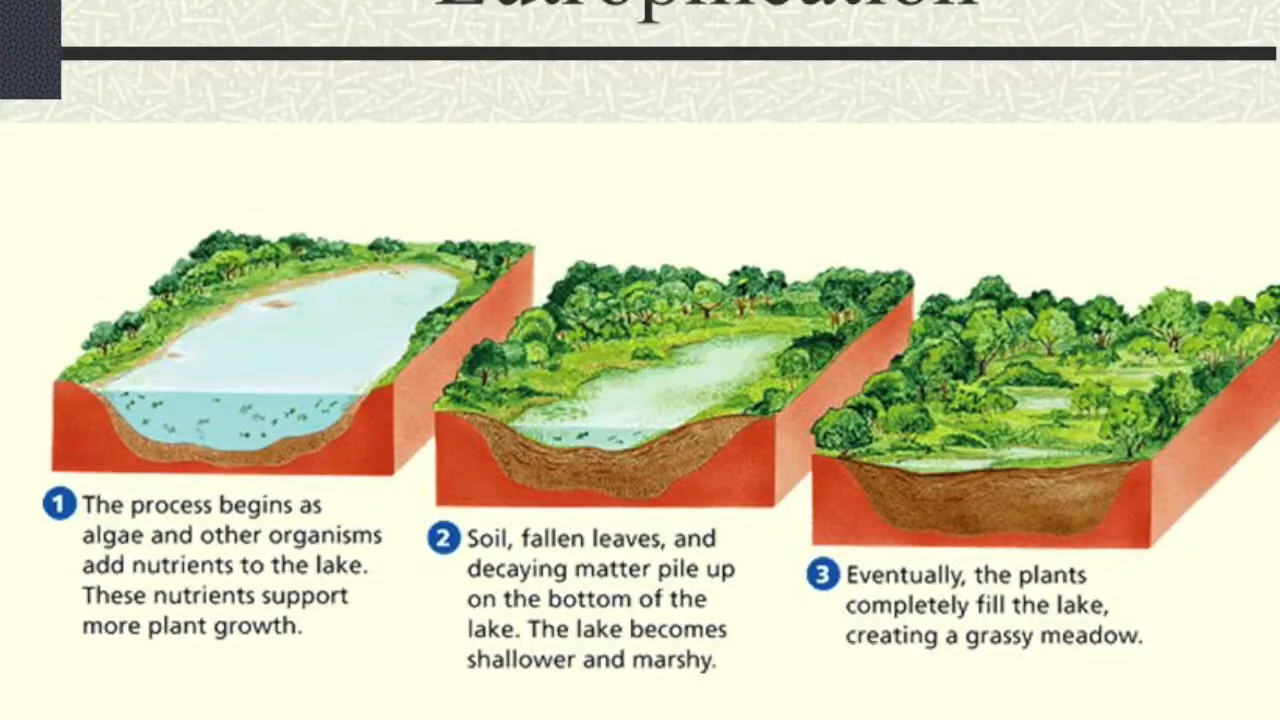 Eutrophication
1 The process begins as
algae and other organisms
add nutrients to the lake.
These nutrients support
more plant growth.
2 Soil, fallen leaves, and
decaying matter pile up
on the bottom of the
lake. The lake becomes
shallower and marshy.
3 Eventually, the plants
completely fill the lake,
creating a grassy meadow.